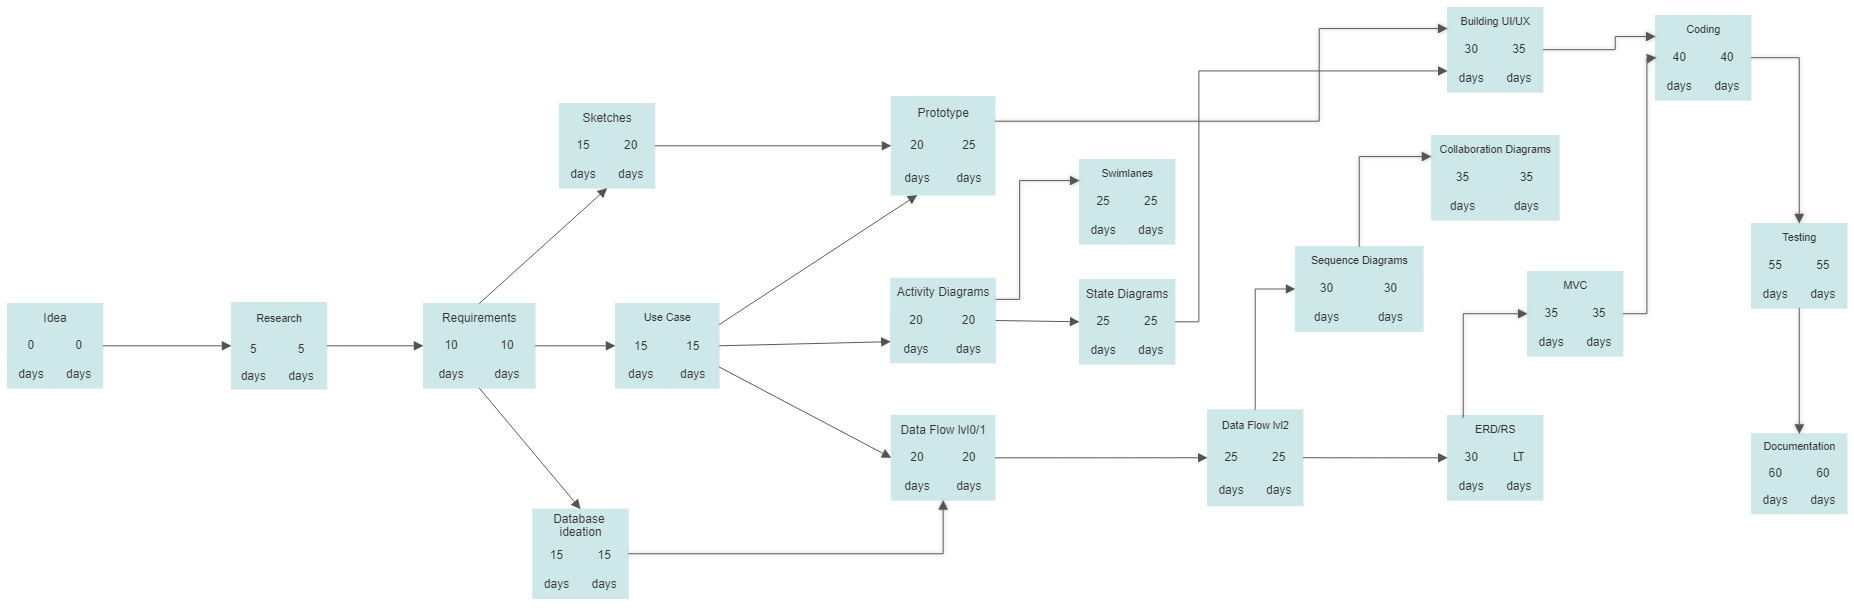 Idea
0 0
days days
Research
5 5
days days
Requirements
10 10
days days
Sketches
15 20
days days
Database
ideation
15 15
days days
Use Case
15 15
days days
Prototype
20 25
days days
Activity Diagrams
20 20
days days
Data Flow lvl0/1
20 20
days days
Swimlanes
25 25
days days
State Diagrams
25 25
days days
Data Flow lvl2
25 25
days days
Sequence Diagrams
30 30
days days
Collaboration Diagrams
35 35
days days
Building UI/UX
30 35
days days
ERD/RS
30 LT
days days
MVC
35 35
days days
Coding
40 40
days days
Testing
55 55
days days
Documentation
60 60
days days